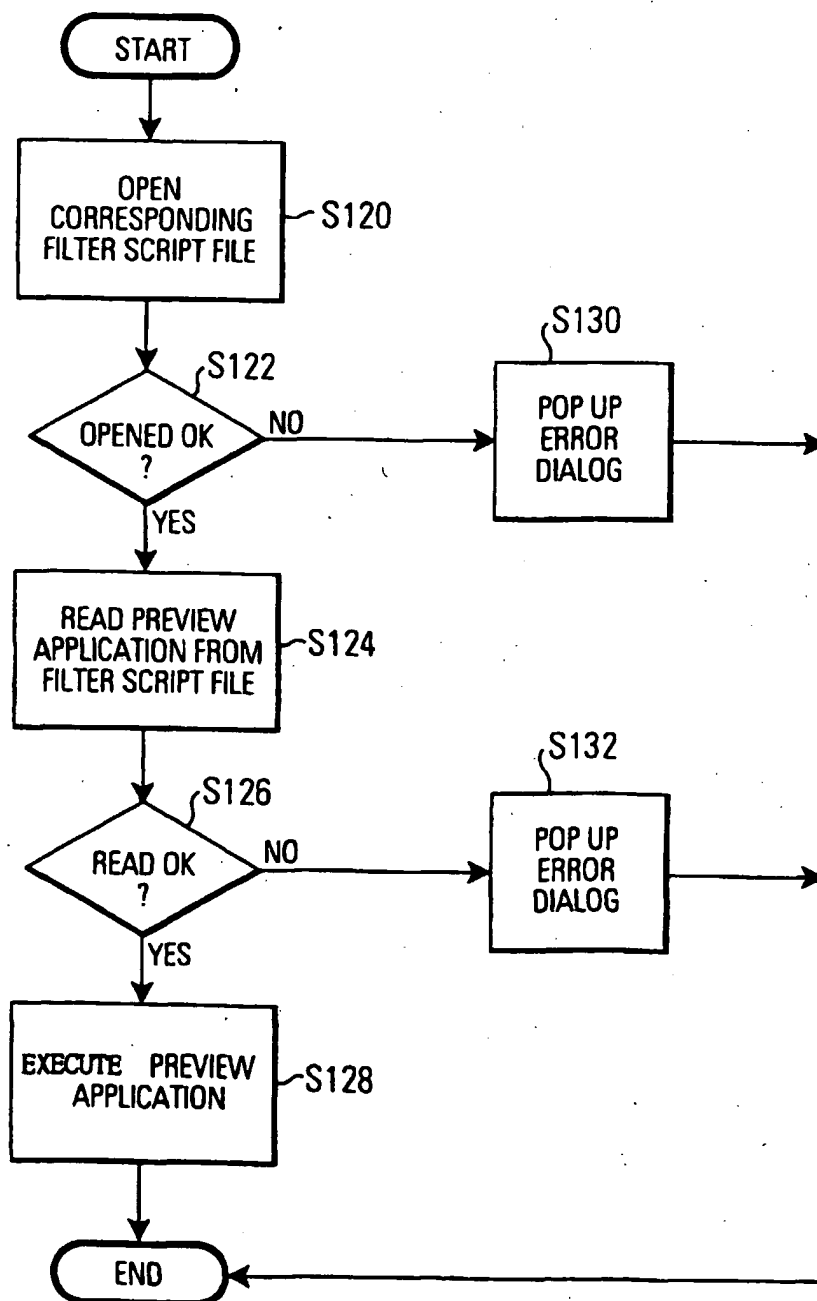 START
OPEN
CORRESPONDING
FILTER SCRIPT FILE
S120
S122
OPENED OK
?
NO
YES
S130
POP UP
ERROR
DIALOG
READ PREVIEW
APPLICATION FROM
FILTER SCRIPT FILE
S124
S126
READ OK
?
NO
YES
S132
POP UP
ERROR
DIALOG
EXECUTE PREVIEW
APPLICATION
S128
END